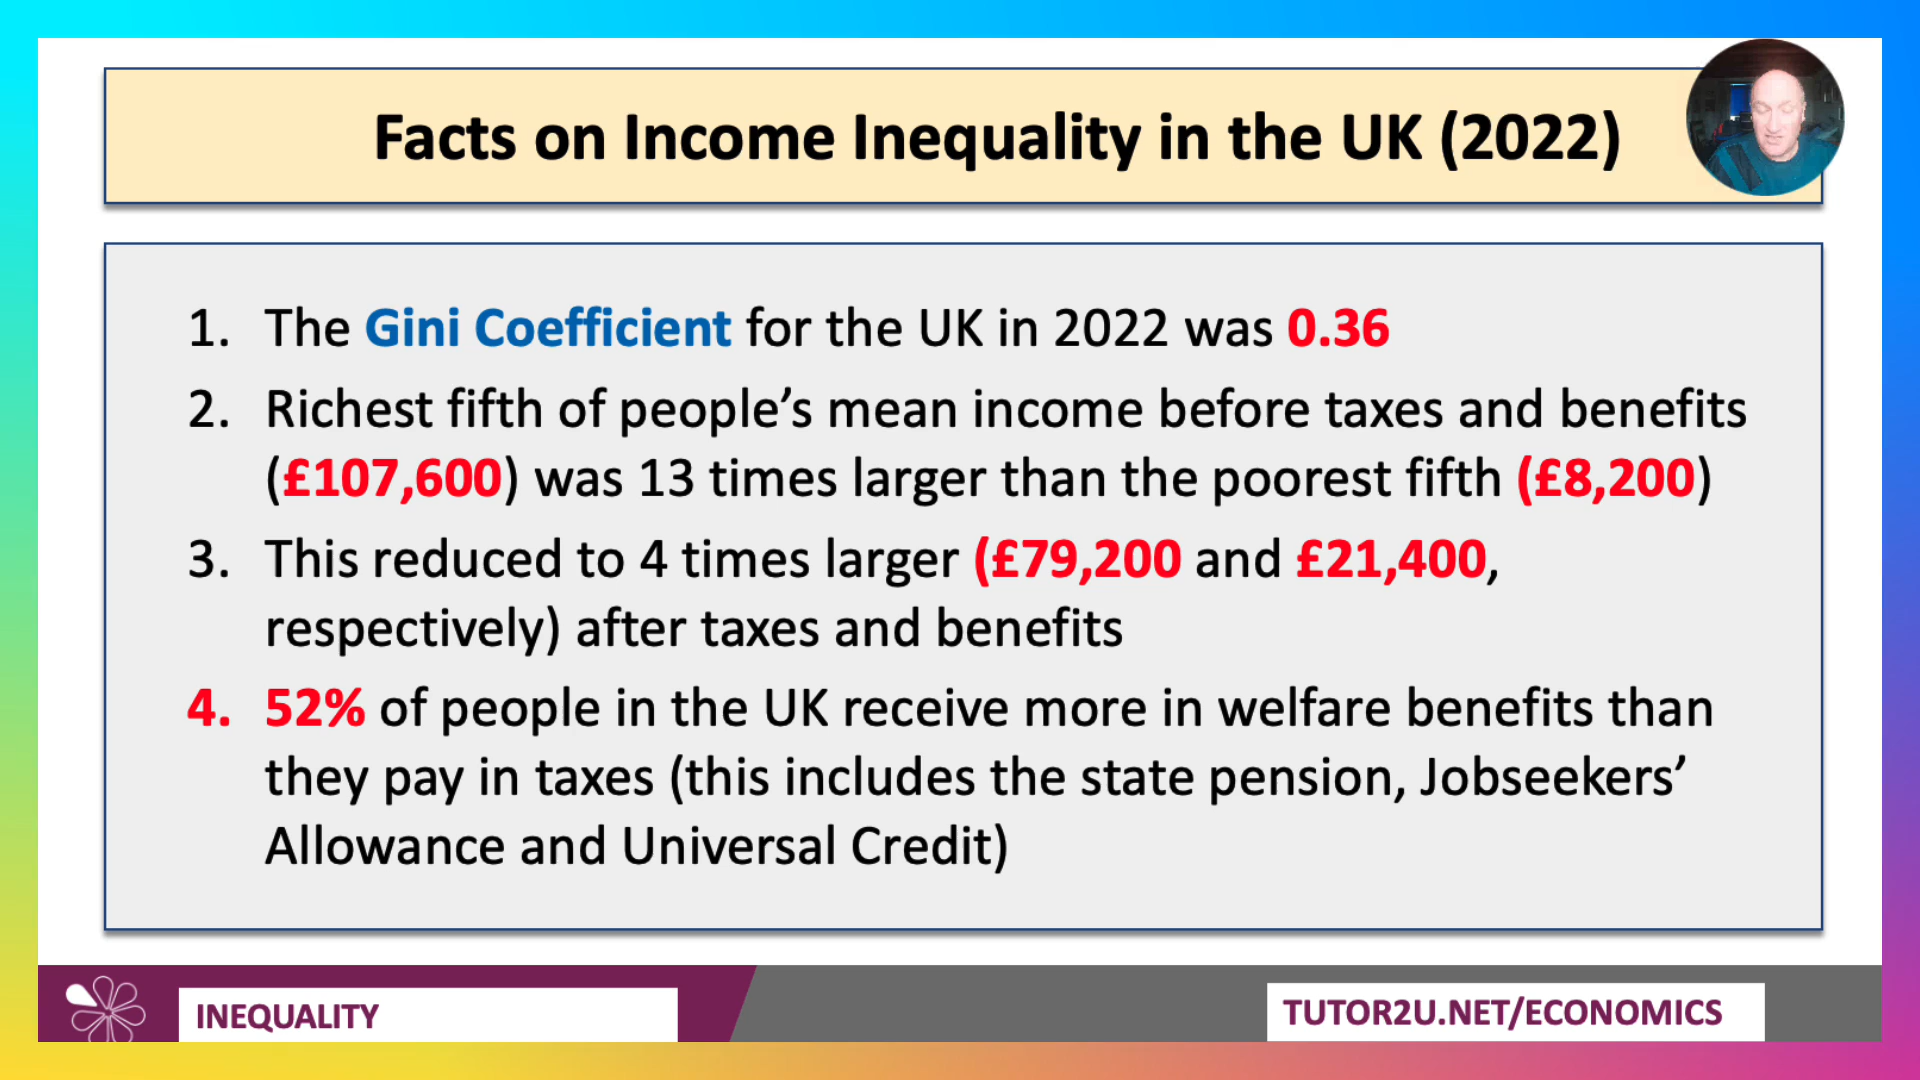 Facts on Income Inequality in the UK (2022)
1. The Gini Coefficient for the UK in 2022 was 0.36
2. Richest fifth of people’s mean income before taxes and benefits
(£107,600) was 13 times larger than the poorest fifth (£8,200)
3. This reduced to 4 times larger (£79,200 and £21,400,
respectively) after taxes and benefits
4. 52% of people in the UK receive more in welfare benefits than
they pay in taxes (this includes the state pension, Jobseekers’
Allowance and Universal Credit)
INEQUALITY
TUTOR2U.NET/ECONOMICS